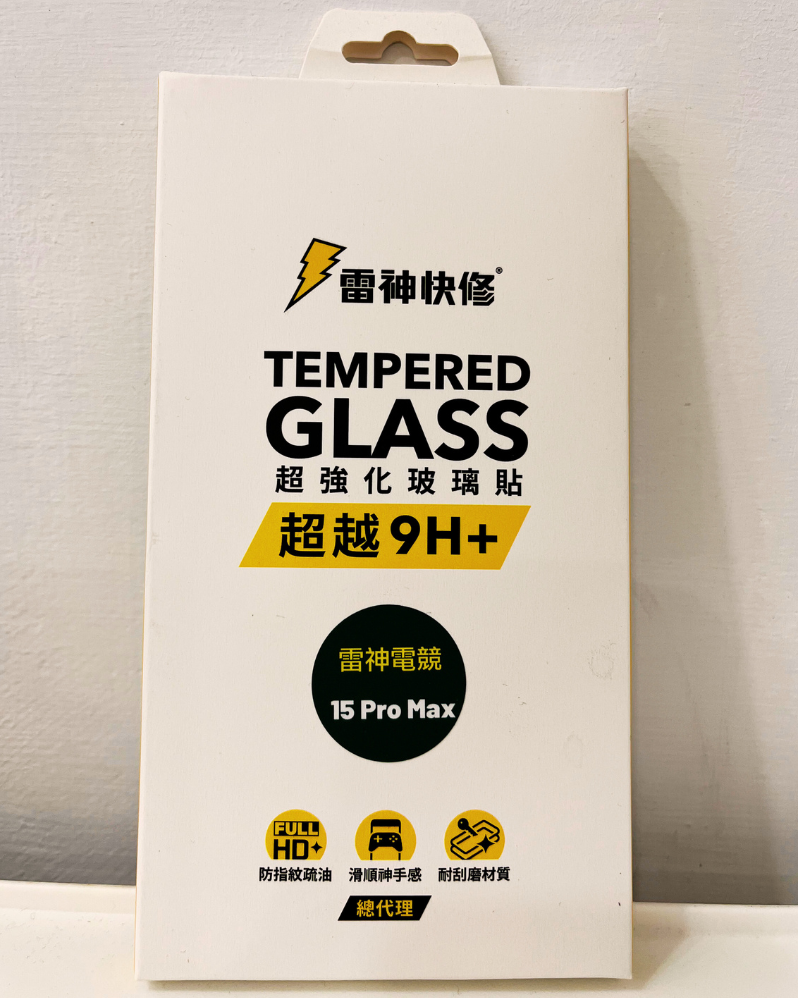 雷神快修®
TEMPERED
GLASS
超強化玻璃貼
超越9H+
雷神電競
15 Pro Max
FULL
HD
防指紋疏油 滑順神手感 耐刮磨材質
總代理